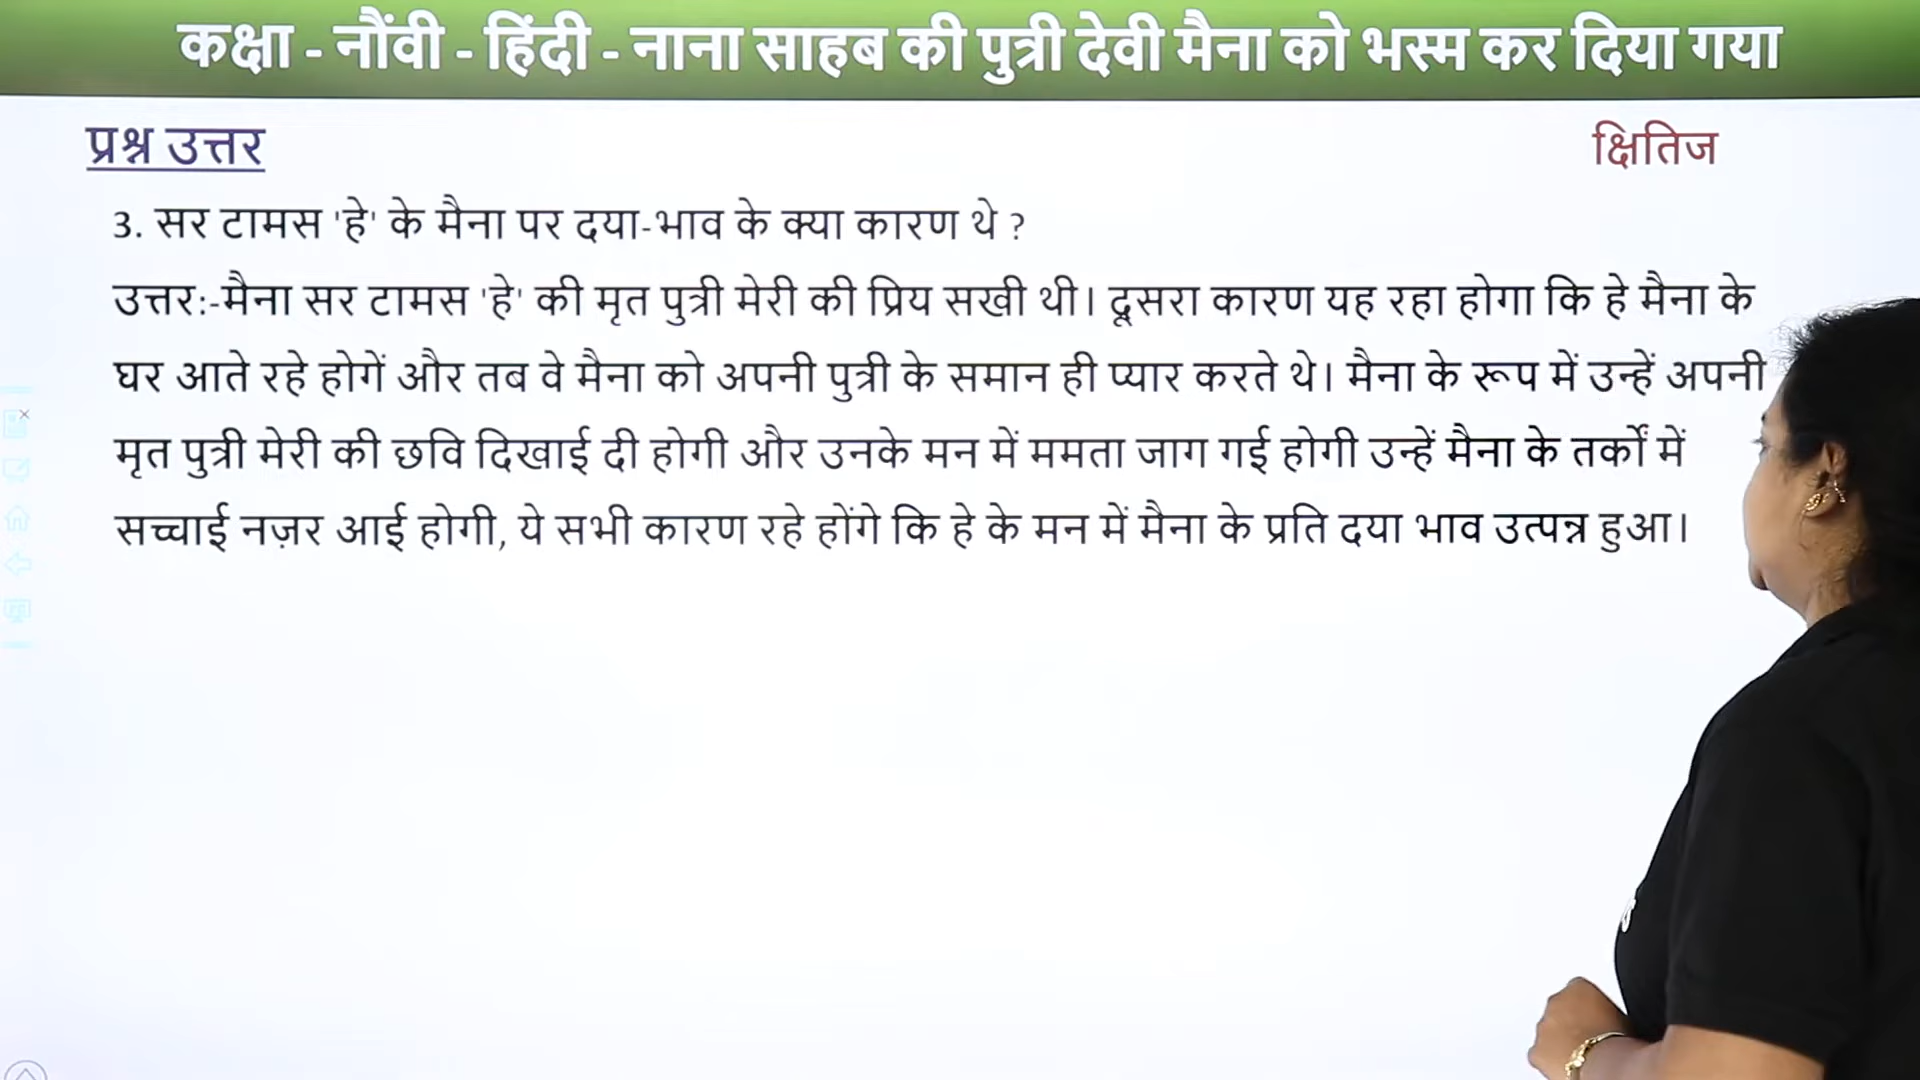 कक्षा - नौंवी - हिंदी - नाना साहब की पुत्री देवी मैना को भस्म कर दिया गया
प्रश्न उत्तर
क्षितिज
3. सर टामस 'हे' के मैना पर दया-भाव के क्या कारण थे ?
उत्तर:-मैना सर टामस 'हे' की मृत पुत्री मेरी की प्रिय सखी थी। दूसरा कारण यह रहा होगा कि हे मैना के
घर आते रहे होगें और तब वे मैना को अपनी पुत्री के समान ही प्यार करते थे। मैना के रूप में उन्हें अपनी
मृत पुत्री मेरी की छवि दिखाई दी होगी और उनके मन में ममता जाग गई होगी उन्हें मैना के तर्कों में
सच्चाई नज़र आई होगी, ये सभी कारण रहे होंगे कि हे के मन में मैना के प्रति दया भाव उत्पन्न हुआ।